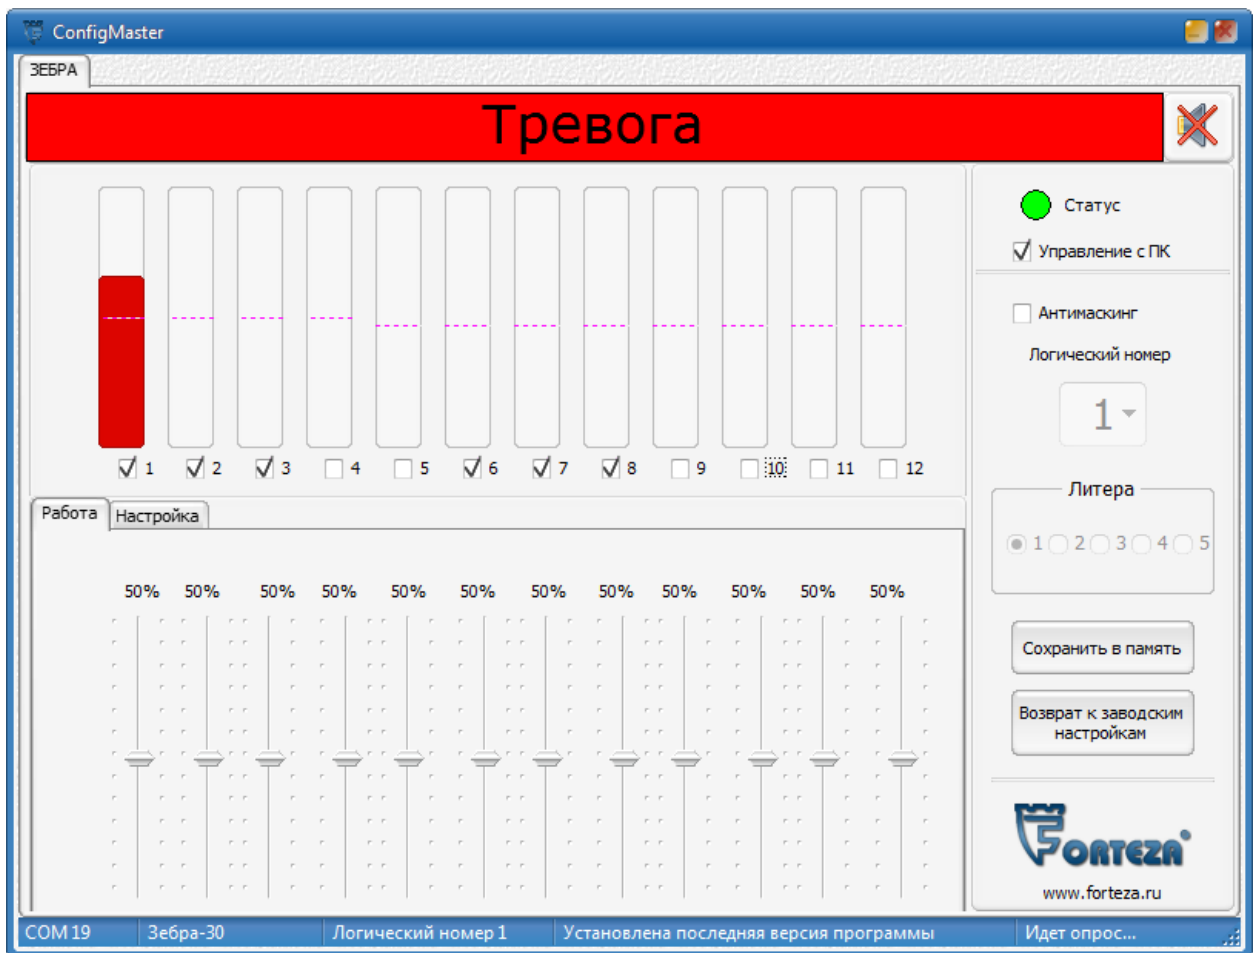 ConfigMaster
ЗЕБРА
Тревога
Статус
Управление с ПК
Антимаскинг
Логический номер
1
1 2 3 4 5 6 7 8 9 10 11 12
Литера
1 2 3 4 5
Работа Настройка
50% 50% 50% 50% 50% 50% 50% 50% 50% 50% 50% 50%
Сохранить в память
Возврат к заводским
настройкам
FORTEZA
www.forteza.ru
COM 19 Зебра-30 Логический номер 1 Установлена последняя версия программы Идет опрос...